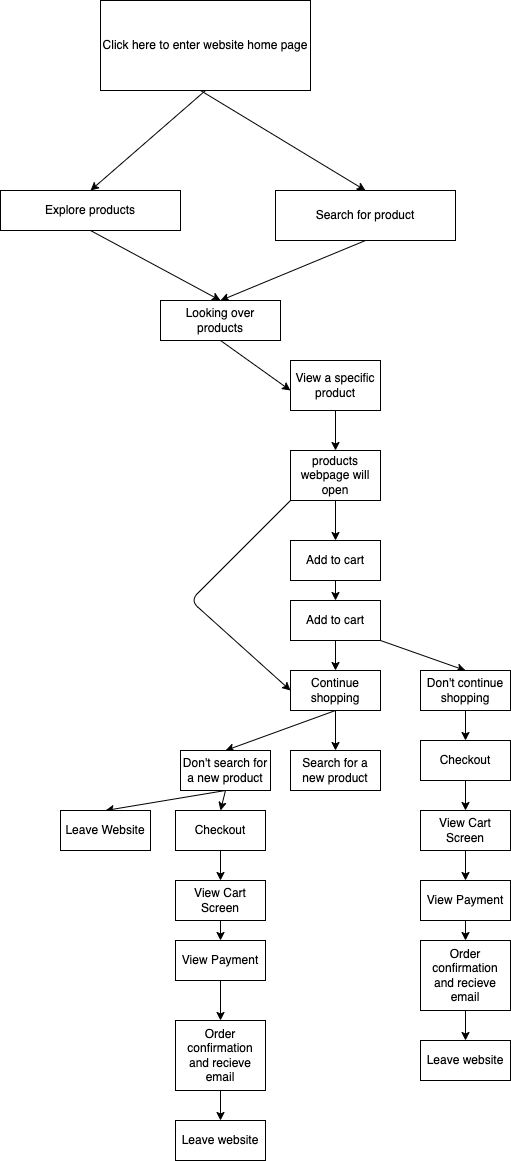 Click here to enter website home page
Explore products
Search for product
Looking over
products
View a specific
product
products
webpage will
open
Add to cart
Add to cart
Continue
shopping
Don't continue
shopping
Don't search for
a new product
Search for a
new product
Checkout
Leave Website
Checkout
View Cart
Screen
View Cart
Screen
View Payment
View Payment
Order
confirmation
and recieve
email
Order
confirmation
and recieve
email
Leave website
Leave website